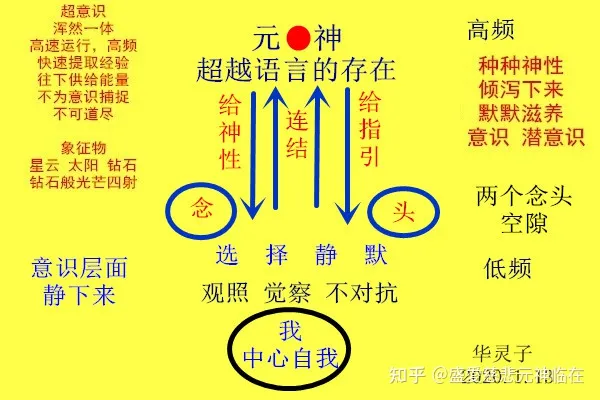 超意识
浑然一体
高速运行，高频
快速提取经验
往下供给能量
不为意识捕捉
不可道尽
象征物
星云 太阳 钻石
钻石般光芒四射
元 神
超越语言的存在
给神性
连结
给指引
高频
种种神性
倾泻下来
默默滋养
意识 潜意识
念
头
两个念头
空隙
选 择 静 默
意识层面
静下来
观照 觉察 不对抗
低频
我
中心自我
华灵子
知乎 悲元神临在